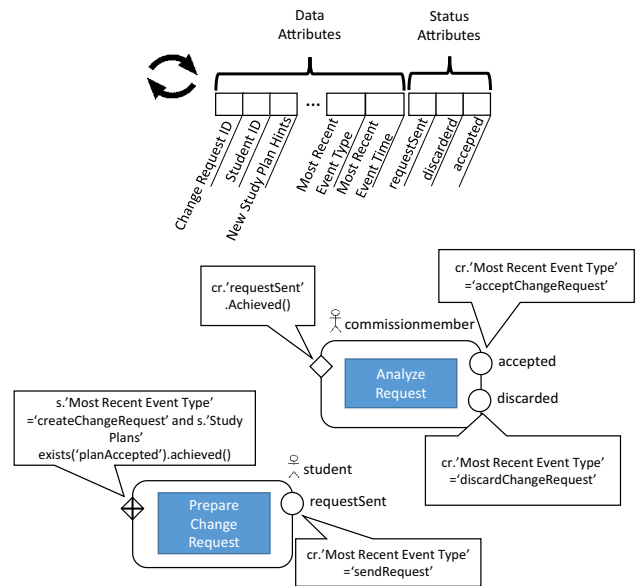 Data
Attributes
Status
Attributes
...
Change Request ID
Student ID
New Study Plan Hints
Most Recent
Event Type
Most Recent
Event Time
requestSent
discarderd
accepted
cr.’requestSent’
.Achieved()
cr.’Most Recent Event Type’
=‘acceptChangeRequest’
commissionmember
Analyze
Request
accepted
discarded
s.’Most Recent Event Type’
=‘createChangeRequest’ and s.’Study
Plans’
exists(‘planAccepted’).achieved()
cr.’Most Recent Event Type’
=‘discardChangeRequest’
student
Prepare
Change
Request
requestSent
cr.’Most Recent Event Type’
=‘sendRequest’